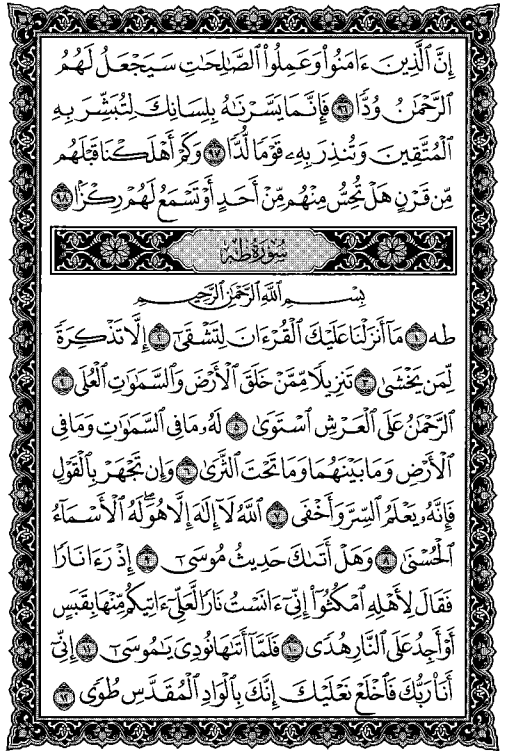 إِنَّ ٱلَّذِينَ ءَامَنُوا۟ وَعَمِلُوا۟ ٱلصَّـٰلِحَـٰتِ سَيَجْعَلُ لَهُمُ
ٱلرَّحْمَـٰنُ وُدًّا ٩٦ فَإِنَّمَا يَسَّرْنَـٰهُ بِلِسَانِكَ لِتُبَشِّرَ بِهِ
ٱلْمُتَّقِينَ وَتُنذِرَ بِهِۦ قَوْمًا لُّدًّا ٩٧ وَكَمْ أَهْلَكْنَا قَبْلَهُم
مِّن قَرْنٍ هَلْ تُحِسُّ مِنْهُم مِّنْ أَحَدٍ أَوْ تَسْمَعُ لَهُمْ رِكْزًۢا ٩٨
سُورَةُ طه
بِسْمِ ٱللَّهِ ٱلرَّحْمَـٰنِ ٱلرَّحِيمِ
طه ١ مَآ أَنزَلْنَا عَلَيْكَ ٱلْقُرْءَانَ لِتَشْقَىٰٓ ٢ إِلَّا تَذْكِرَةً
لِّمَن يَخْشَىٰ ٣ تَنزِيلًا مِّمَّنْ خَلَقَ ٱلْأَرْضَ وَٱلسَّمَـٰوَٰتِ ٱلْعُلَى ٤
ٱلرَّحْمَـٰنُ عَلَى ٱلْعَرْشِ ٱسْتَوَىٰ ٥ لَهُۥ مَا فِى ٱلسَّمَـٰوَٰتِ وَمَا فِى
ٱلْأَرْضِ وَمَا بَيْنَهُمَا وَمَا تَحْتَ ٱلثَّرَىٰ ٦ وَإِن تَجْهَرْ بِٱلْقَوْلِ
فَإِنَّهُۥ يَعْلَمُ ٱلسِّرَّ وَأَخْفَى ٧ ٱللَّهُ لَآ إِلَـٰهَ إِلَّا هُوَ ۖ لَهُ ٱلْأَسْمَآءُ
ٱلْحُسْنَىٰ ٨ وَهَلْ أَتَىٰكَ حَدِيثُ مُوسَىٰٓ ٩ إِذْ رَءَا نَارًا
فَقَالَ لِأَهْلِهِ ٱمْكُثُوٓا۟ إِنِّىٓ ءَانَسْتُ نَارًا لَّعَلِّىٓ ءَاتِيكُم مِّنْهَا بِقَبَسٍ
أَوْ أَجِدُ عَلَى ٱلنَّارِ هُدًى ١٠ فَلَمَّآ أَتَىٰهَا نُودِىَ يَـٰمُوسَىٰٓ ١١ إِنِّىٓ
أَنَا۠ رَبُّكَ فَٱخْلَعْ نَعْلَيْكَ ۖ إِنَّكَ بِٱلْوَادِ ٱلْمُقَدَّسِ طُوًى ١٢